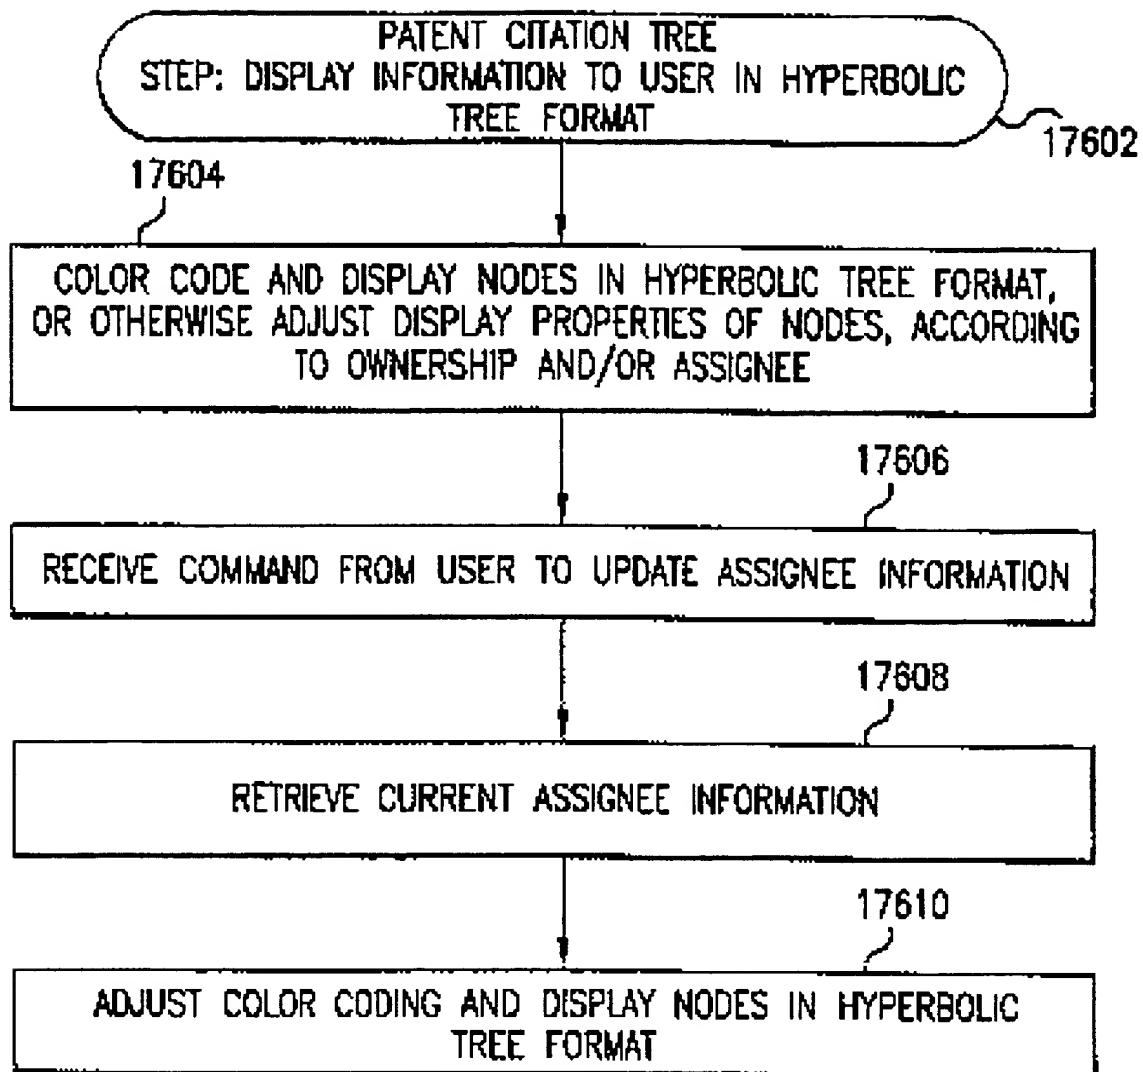 PATENT CITATION TREE
STEP: DISPLAY INFORMATION TO USER IN HYPERBOLIC
TREE FORMAT
17602
17604
COLOR CODE AND DISPLAY NODES IN HYPERBOLIC TREE FORMAT,
OR OTHERWISE ADJUST DISPLAY PROPERTIES OF NODES, ACCORDING
TO OWNERSHIP AND/OR ASSIGNEE
17606
RECEIVE COMMAND FROM USER TO UPDATE ASSIGNEE INFORMATION
17608
RETRIEVE CURRENT ASSIGNEE INFORMATION
17610
ADJUST COLOR CODING AND DISPLAY NODES IN HYPERBOLIC
TREE FORMAT